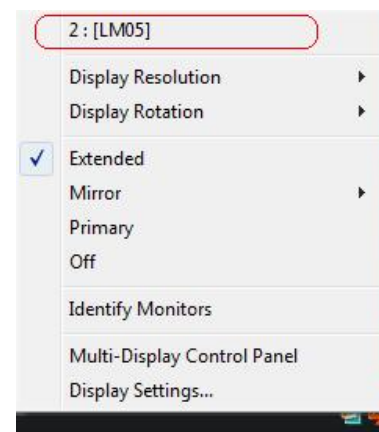 2 : [LM05]
Display Resolution
Display Rotation
Extended
Mirror
Primary
Off
Identify Monitors
Multi-Display Control Panel
Display Settings...